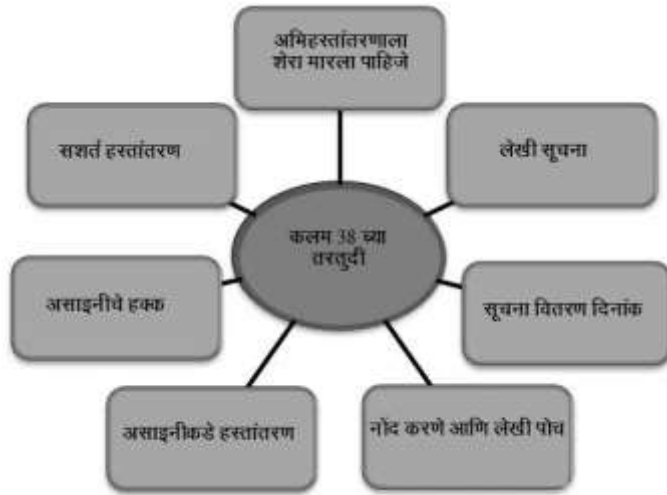 अभिहस्तांतरणाला
शेरा मारला पाहिजे
सशर्त हस्तांतरण
लेखी सूचना
कलम 38 च्या
तरतुदी
असाइनीचे हक्क
सूचना वितरण दिनांक
असाइनीकडे हस्तांतरण
नोंद करणे आणि लेखी पोच